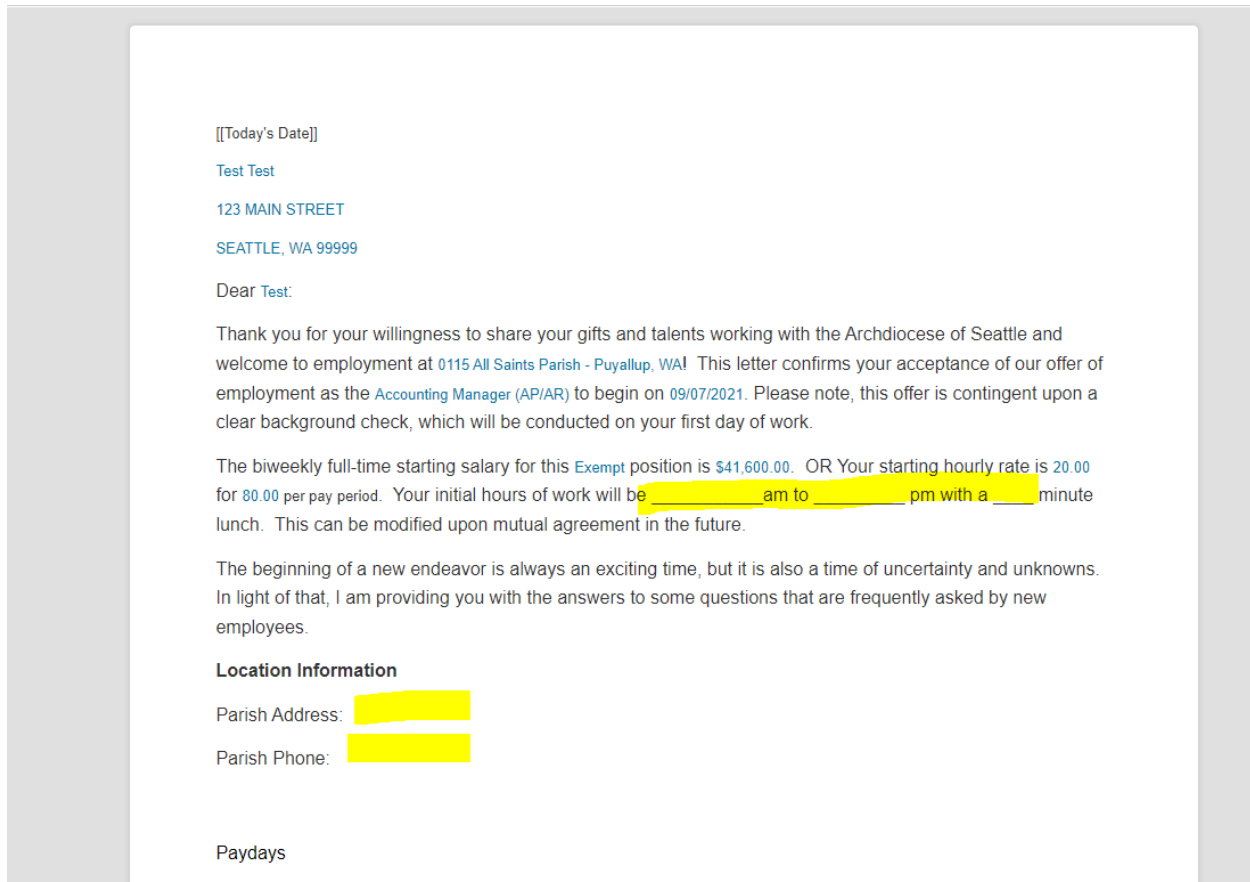 [[Today's Date]]
Test Test
123 MAIN STREET
SEATTLE, WA 99999
Dear Test:
Thank you for your willingness to share your gifts and talents working with the Archdiocese of Seattle and
welcome to employment at 0115 All Saints Parish - Puyallup, WA!  This letter confirms your acceptance of our offer of
employment as the Accounting Manager (AP/AR) to begin on 09/07/2021. Please note, this offer is contingent upon a
clear background check, which will be conducted on your first day of work.
The biweekly full-time starting salary for this Exempt position is $41,600.00.  OR Your starting hourly rate is 20.00
for 80.00 per pay period.  Your initial hours of work will be ___________am to _________ pm with a ____ minute
lunch.  This can be modified upon mutual agreement in the future.
The beginning of a new endeavor is always an exciting time, but it is also a time of uncertainty and unknowns.
In light of that, I am providing you with the answers to some questions that are frequently asked by new
employees.
Location Information
Parish Address:
Parish Phone:
Paydays